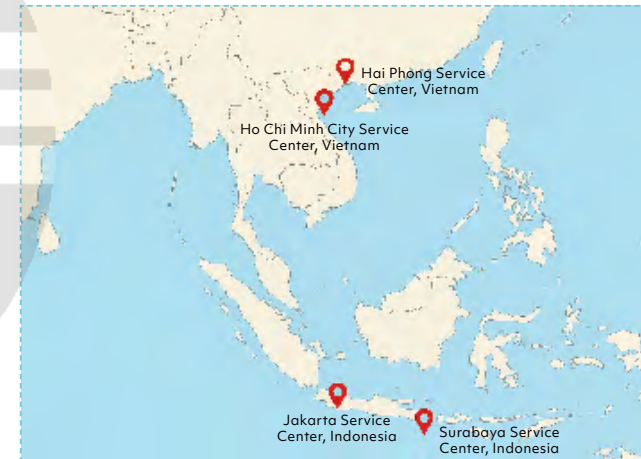 Hai Phong Service
Center, Vietnam
Ho Chi Minh City Service
Center, Vietnam
Jakarta Service
Center, Indonesia
Surabaya Service
Center, Indonesia